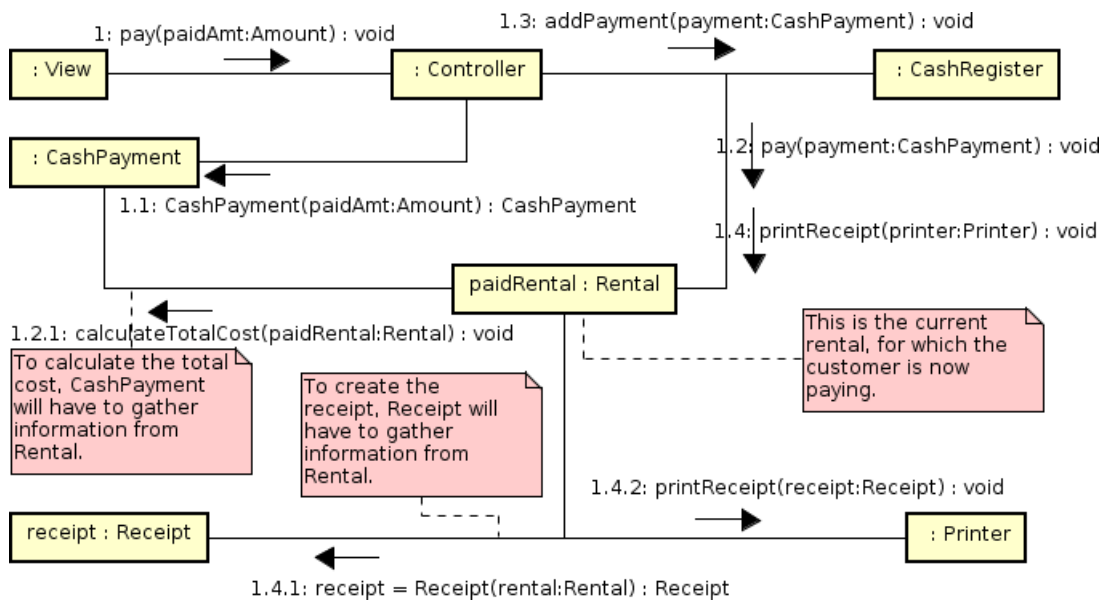 1.3: addPayment(payment:CashPayment) : void
1: pay(paidAmt:Amount) : void
: View
: Controller
: CashRegister
1.2: pay(payment:CashPayment) : void
: CashPayment
1.1: CashPayment(paidAmt:Amount) : CashPayment
1.4: printReceipt(printer:Printer) : void
paidRental : Rental
1.2.1: calculateTotalCost(paidRental:Rental) : void
This is the current
rental, for which the
customer is now
paying.
To calculate the total
cost, CashPayment
will have to gather
information from
Rental.
To create the
receipt, Receipt will
have to gather
information from
Rental.
1.4.2: printReceipt(receipt:Receipt) : void
receipt : Receipt
: Printer
1.4.1: receipt = Receipt(rental:Rental) : Receipt